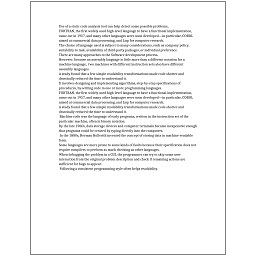 Use of a static code analysis tool can help detect some possible problems.
FORTRAN, the first widely used high-level language to have a functional implementation,
came out in 1957, and many other languages were soon developed—in particular, COBOL
aimed at commercial data processing, and Lisp for computer research.
The choice of language used is subject to many considerations, such as company policy,
suitability to task, availability of third-party packages, or individual preference.
There are many approaches to the Software development process.
However, because an assembly language is little more than a different notation for a
machine language, two machines with different instruction sets also have different
assembly languages.
A study found that a few simple readability transformations made code shorter and
drastically reduced the time to understand it.
It involves designing and implementing algorithms, step-by-step specifications of
procedures, by writing code in one or more programming languages.
FORTRAN, the first widely used high-level language to have a functional implementation,
came out in 1957, and many other languages were soon developed—in particular, COBOL
aimed at commercial data processing, and Lisp for computer research.
A study found that a few simple readability transformations made code shorter and
drastically reduced the time to understand it.
Machine code was the language of early programs, written in the instruction set of the
particular machine, often in binary notation.
By the late 1960s, data storage devices and computer terminals became inexpensive enough
that programs could be created by typing directly into the computers.
In the 1880s, Herman Hollerith invented the concept of storing data in machine-readable
form.
Some languages are more prone to some kinds of faults because their specification does not
require compilers to perform as much checking as other languages.
When debugging the problem in a GUI, the programmer can try to skip some user
interaction from the original problem description and check if remaining actions are
sufficient for bugs to appear.
Following a consistent programming style often helps readability.